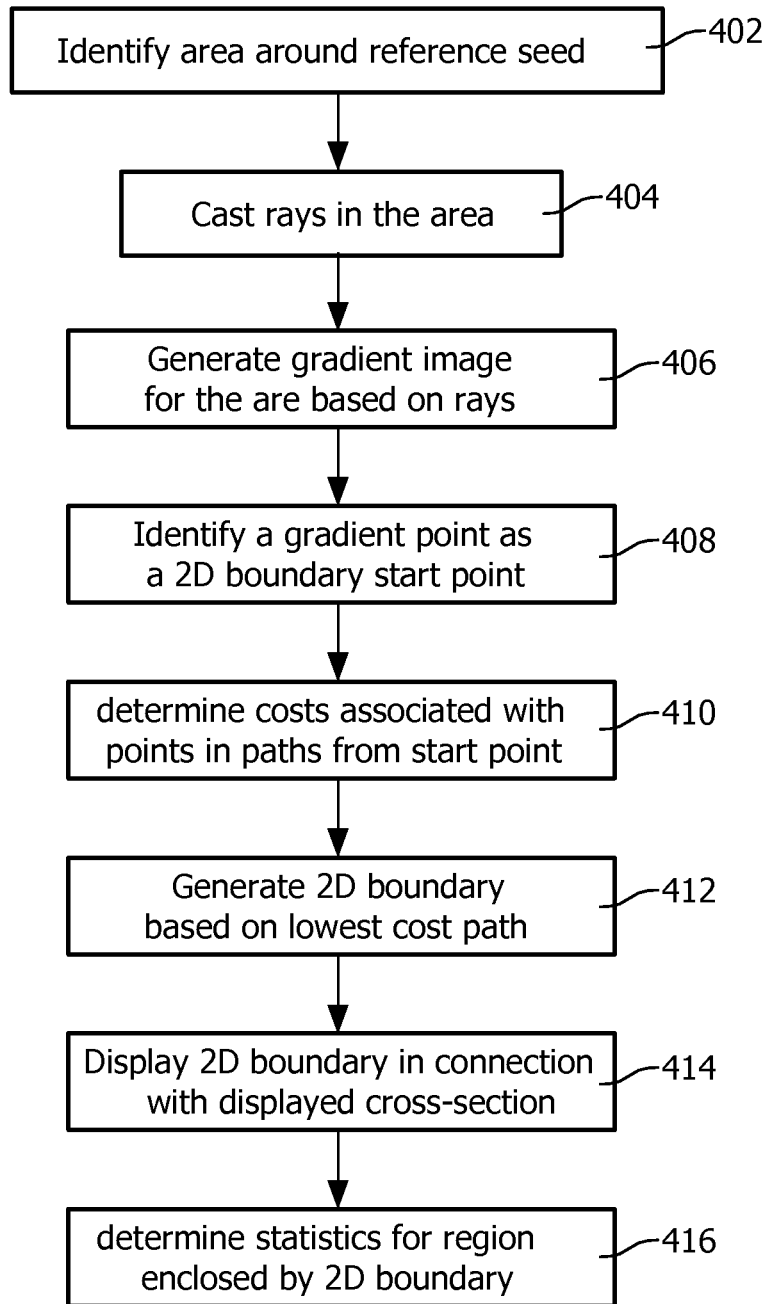 Identify area around reference seed
402
Cast rays in the area
404
Generate gradient image
for the are based on rays
406
Identify a gradient point as
a 2D boundary start point
408
determine costs associated with
points in paths from start point
410
Generate 2D boundary
based on lowest cost path
412
Display 2D boundary in connection
with displayed cross-section
414
determine statistics for region
enclosed by 2D boundary
416